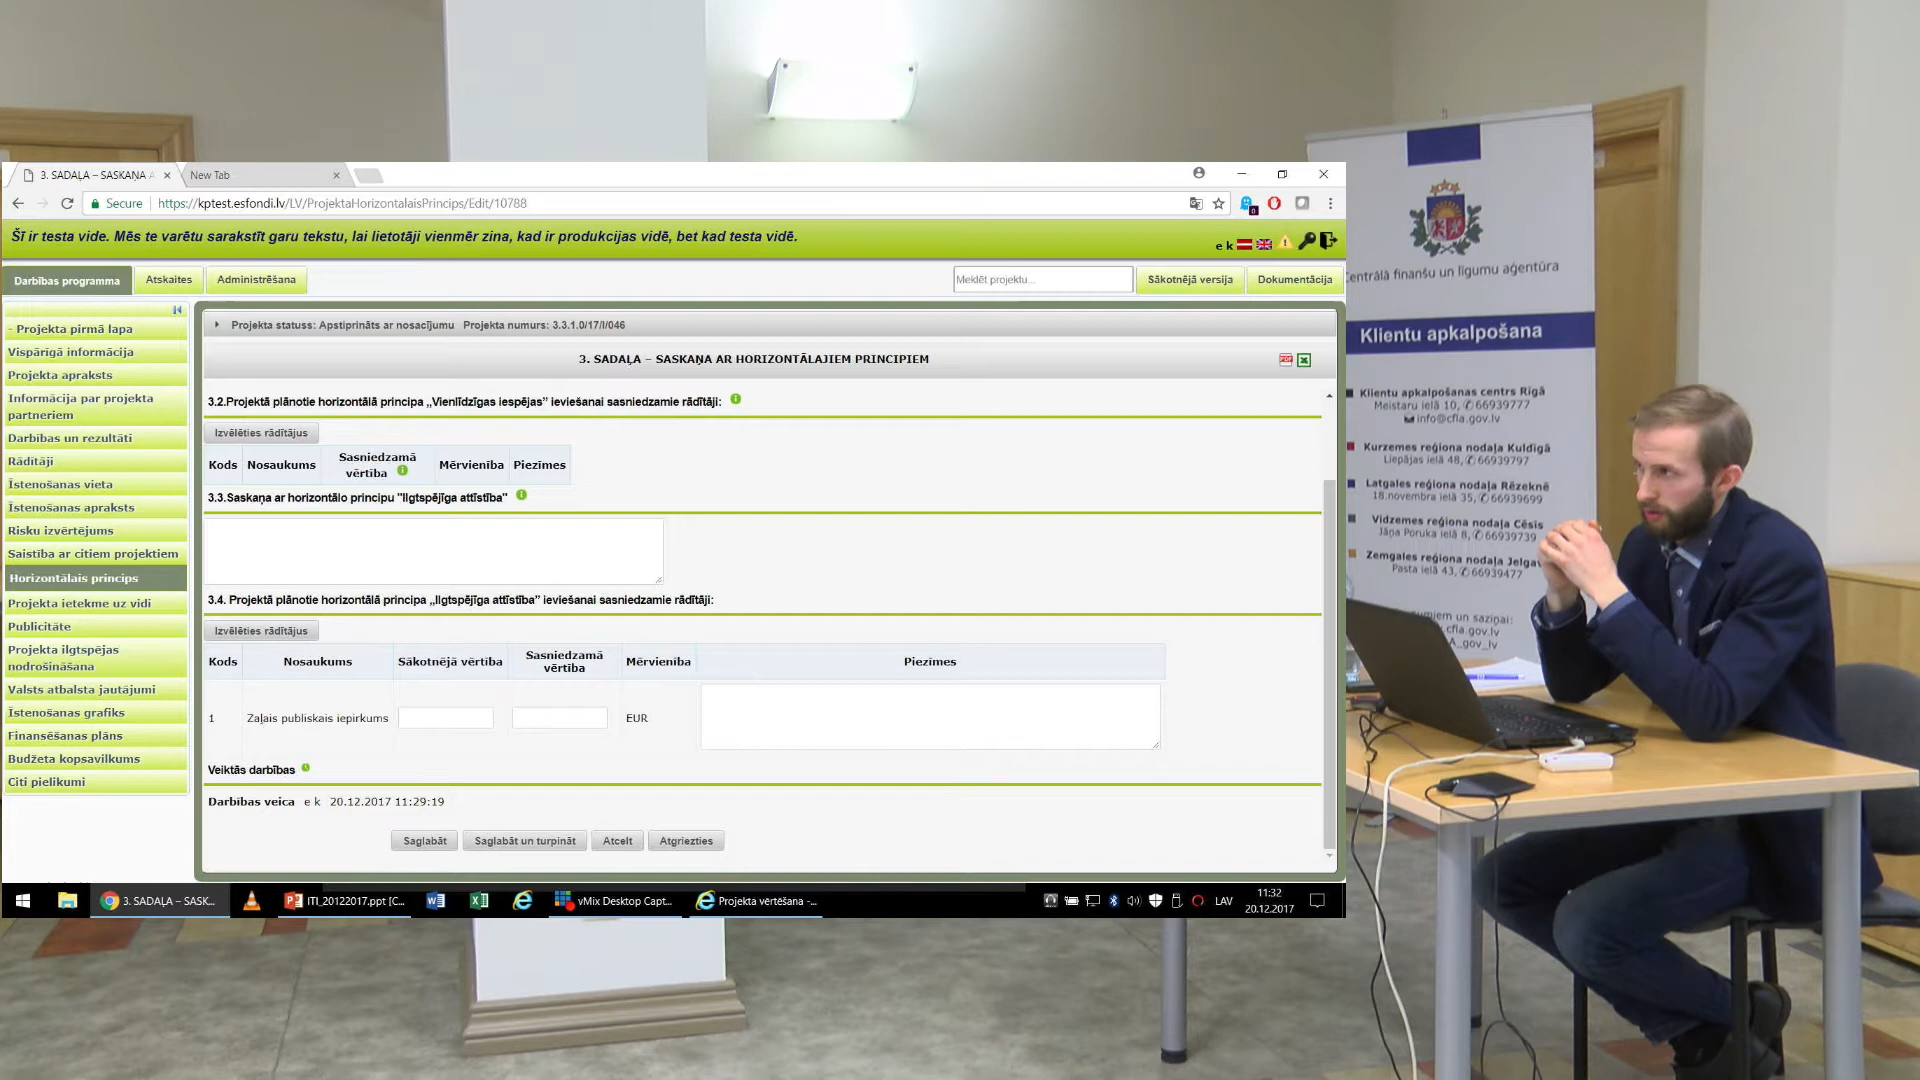 3. SADAĻA – SASKAŅA A
New Tab
Secure
https://kptest.esfondi.lv/LV/ProjektaHorizontalaisPrincips/Edit/10788
Šī ir testa vide. Mēs te varētu sarakstīt garu tekstu, lai lietotāji vienmēr zina, kad ir produkcijas vidē, bet kad testa vidē.
e k
Darbības programma
Atskaites
Administrēšana
Meklēt projektu...
Sākotnējā versija
Dokumentācija
- Projekta pirmā lapa
Vispārīgā informācija
Projekta apraksts
Informācija par projekta
partneriem
Darbības un rezultāti
Rādītāji
Īstenošanas vieta
Īstenošanas apraksts
Risku izvērtējums
Saistība ar citiem projektiem
Horizontālais princips
Projekta ietekme uz vidi
Publicitāte
Projekta ilgtspējas
nodrošināšana
Valsts atbalsta jautājumi
Īstenošanas grafiks
Finansēšanas plāns
Budžeta kopsavilkums
Citi pielikumi
Projekta statuss: Apstiprināts ar nosacījumu Projekta numurs: 3.3.1.0/17/I/046
3. SADAĻA – SASKAŅA AR HORIZONTĀLAJIEM PRINCIPIEM
3.2.Projektā plānotie horizontālā principa „Vienlīdzīgas iespējas” ieviešanai sasniedzamie rādītāji:
Izvēlēties rādītājus
Kods Nosaukums Sasniedzamā vērtība Mērvienība Piezīmes
3.3.Saskaņa ar horizontālo principu "Ilgtspējīga attīstība"
3.4. Projektā plānotie horizontālā principa „Ilgtspējīga attīstība” ieviešanai sasniedzamie rādītāji:
Izvēlēties rādītājus
Kods Nosaukums Sākotnējā vērtība Sasniedzamā vērtība Mērvienība Piezīmes
1 Zaļais publiskais iepirkums EUR
Veiktās darbības
Darbības veica e k 20.12.2017 11:29:19
Saglabāt
Saglabāt un turpināt
Atcelt
Atgriezties
3. SADAĻA – SASK...
ITI_20122017.ppt [C...
vMix Desktop Capt...
Projekta vērtēšana -...
LAV
11:32
20.12.2017
Centrālā finanšu un līgumu aģentūra
Klientu apkalpošana
Klientu apkalpošanas centrs Rīgā
Meistaru ielā 10, ✆ 66939777
info@cfla.gov.lv
Kurzemes reģiona nodaļa Kuldīgā
Liepājas ielā 48, ✆ 66939797
Latgales reģiona nodaļa Rēzeknē
18.novembra ielā 35, ✆ 66939699
Vidzemes reģiona nodaļa Cēsīs
Jāņa Poruka ielā 8, ✆ 66939739
Zemgales reģiona nodaļa Jelga
Pasta ielā 43, ✆ 66939477
un saziņai:
cfla.gov.lv
A_gov_lv